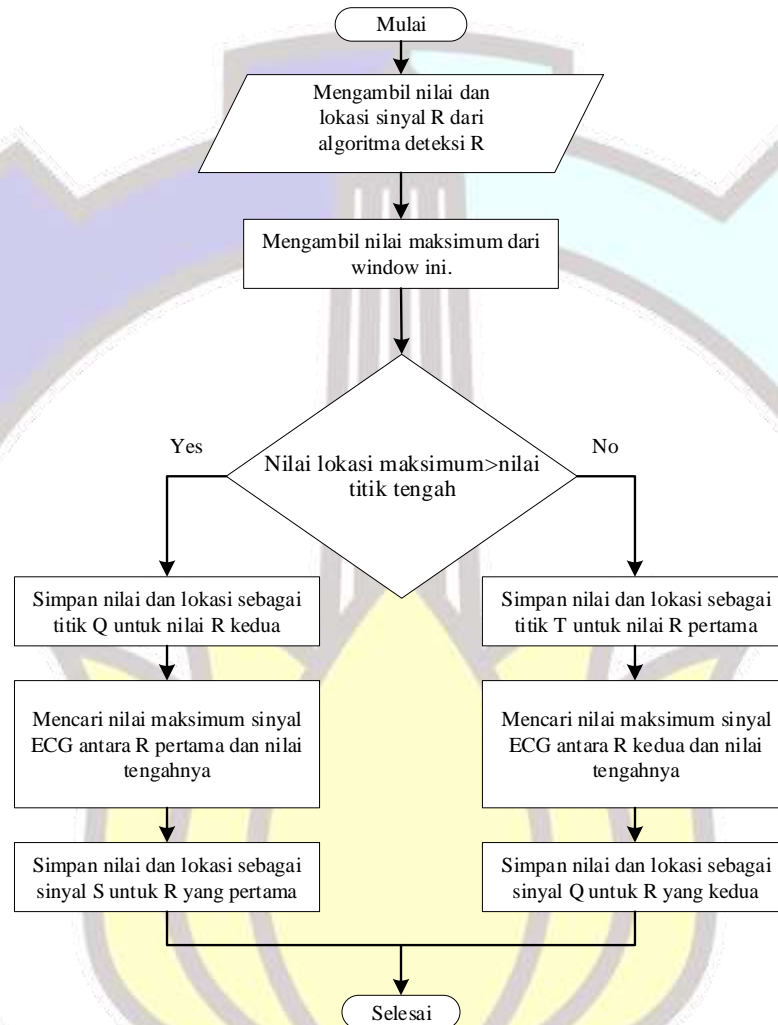 Mulai
Mengambil nilai dan
lokasi sinyal R dari
algoritma deteksi R
Mengambil nilai maksimum dari
window ini.
Nilai lokasi maksimum>nilai
titik tengah
Yes
No
Simpan nilai dan lokasi sebagai
titik Q untuk nilai R kedua
Mencari nilai maksimum sinyal
ECG antara R pertama dan nilai
tengahnya
Simpan nilai dan lokasi sebagai
sinyal S untuk R yang pertama
Simpan nilai dan lokasi sebagai
titik T untuk nilai R pertama
Mencari nilai maksimum sinyal
ECG antara R kedua dan nilai
tengahnya
Simpan nilai dan lokasi sebagai
sinyal Q untuk R yang kedua
Selesai